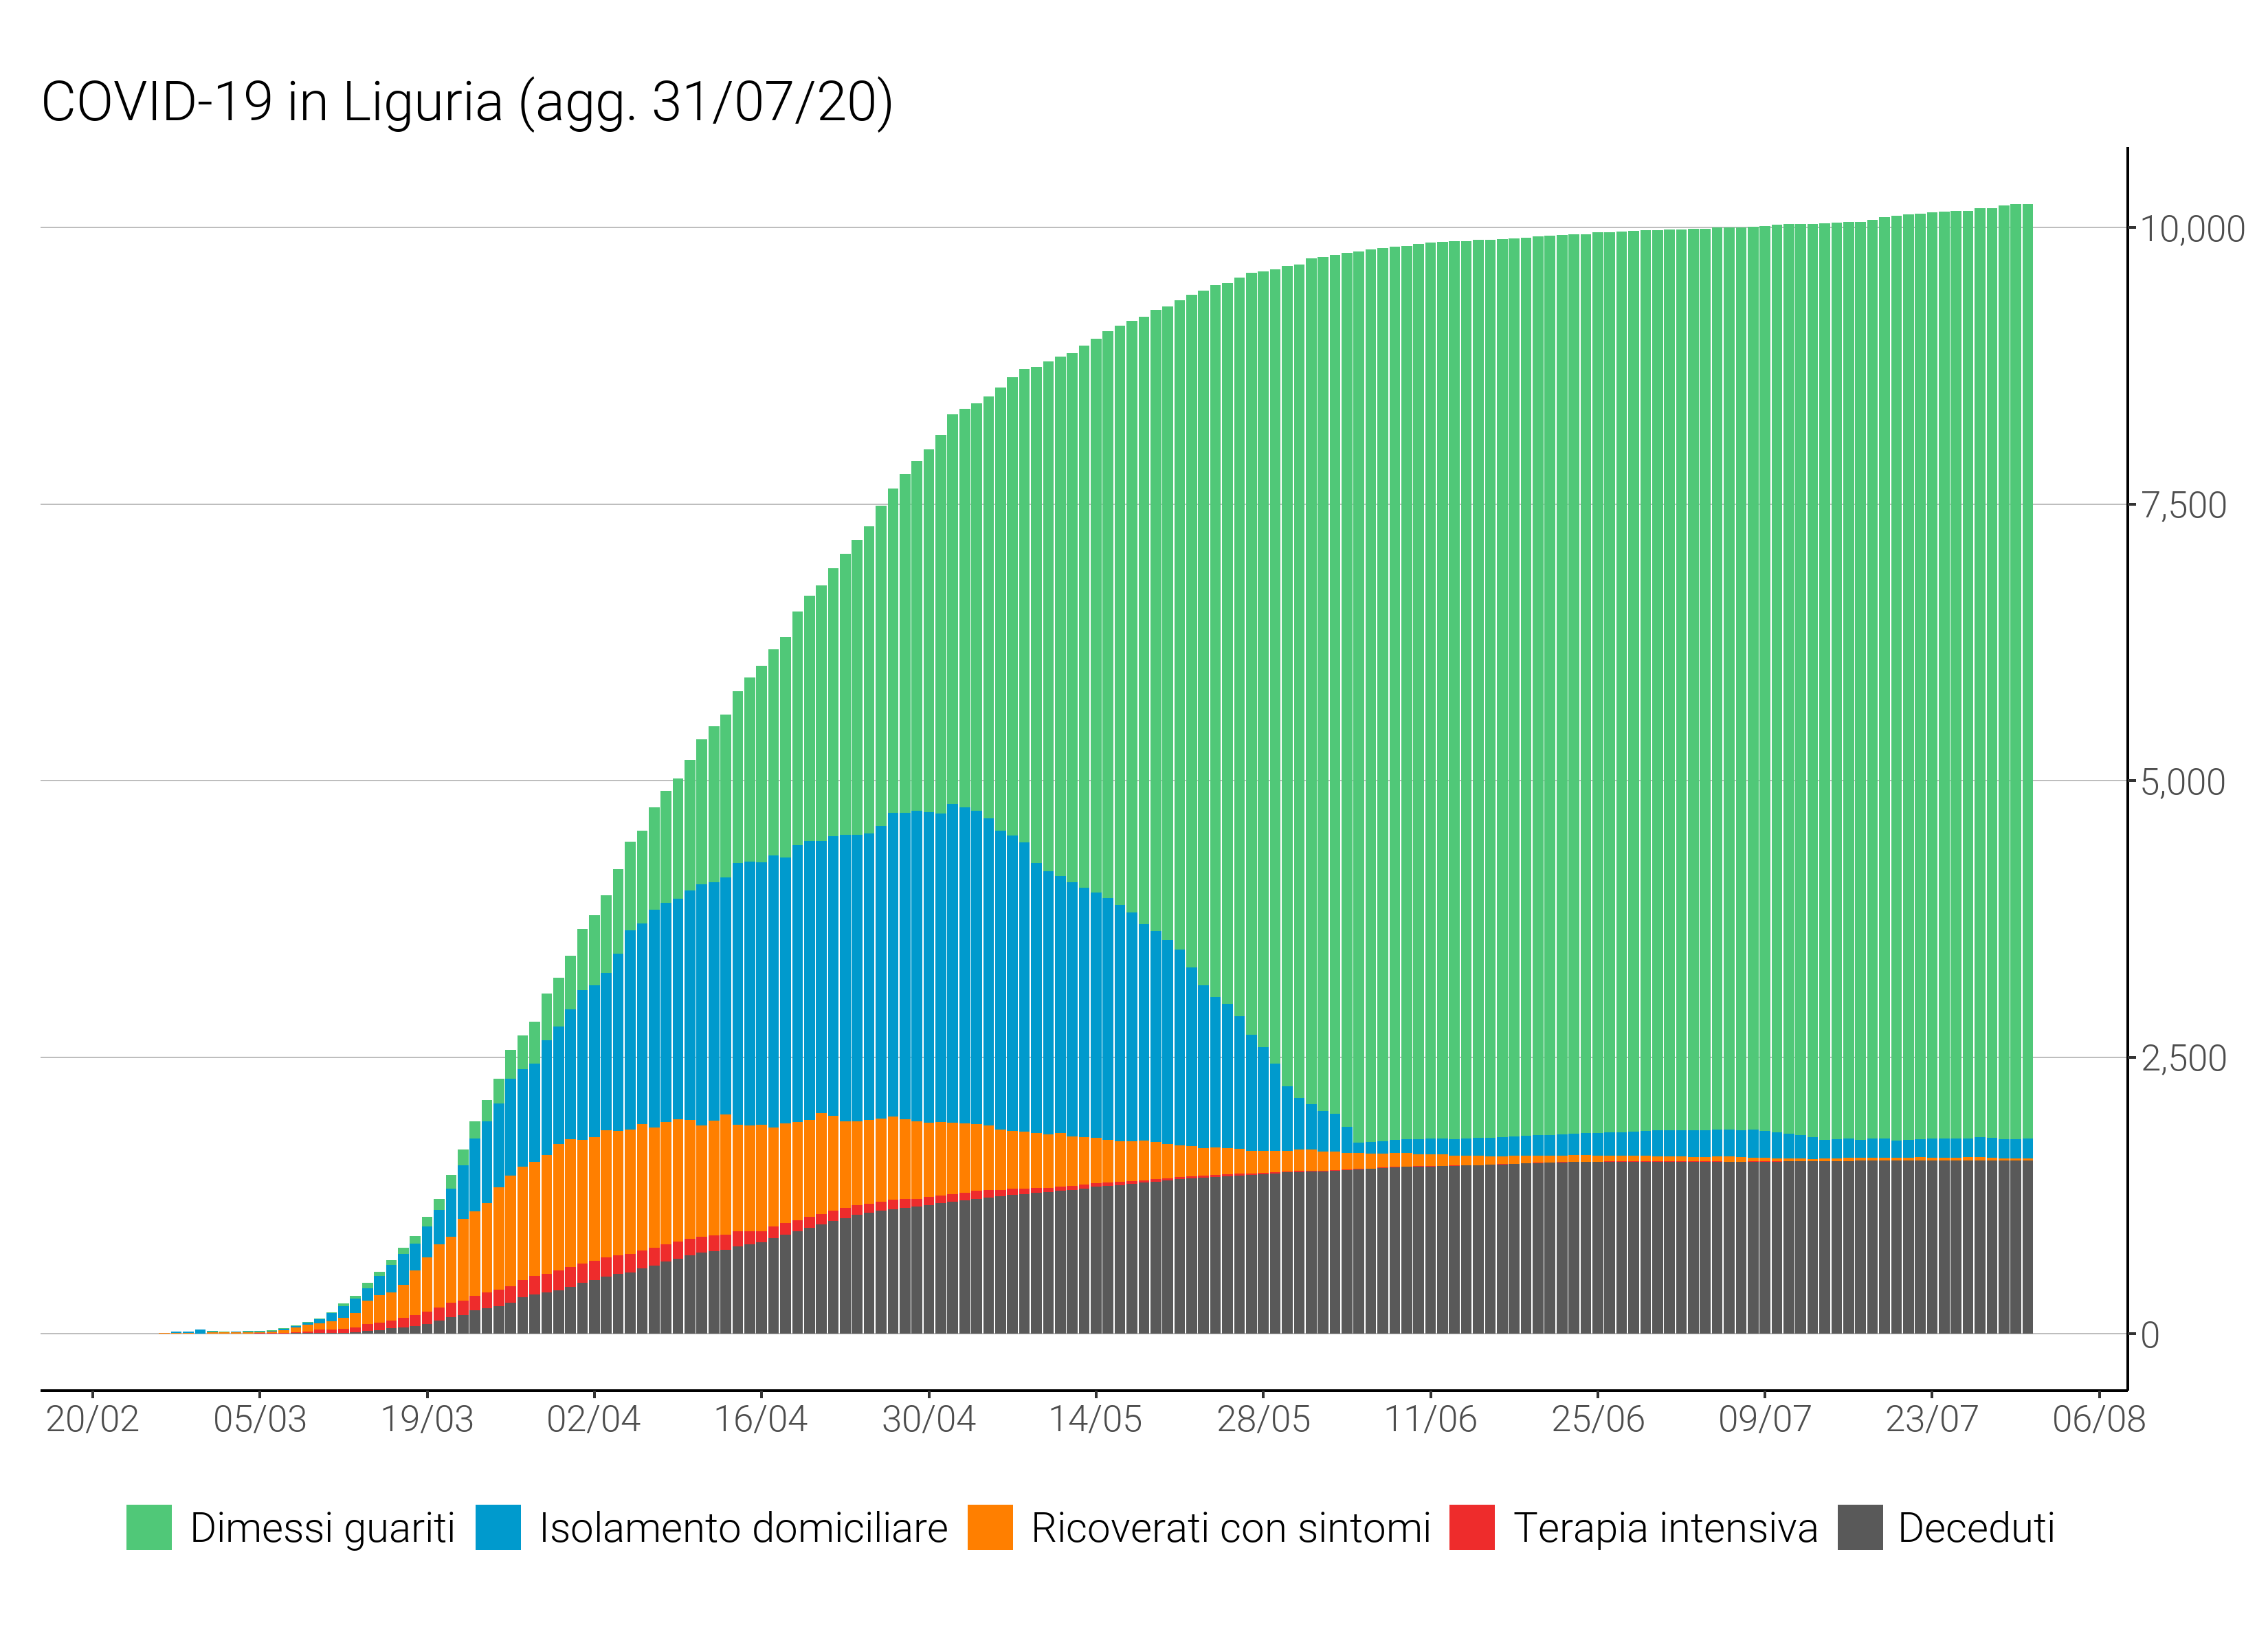 COVID-19 in Liguria (agg. 31/07/20)
10,000
7,500
5,000
2,500
0
20/02 05/03 19/03 02/04 16/04 30/04 14/05 28/05 11/06 25/06 09/07 23/07 06/08
Dimessi guariti Isolamento domiciliare Ricoverati con sintomi Terapia intensiva Deceduti